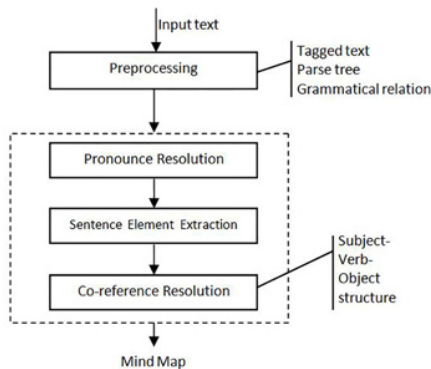 Input text
Preprocessing
Tagged text
Parse tree
Grammatical relation
Pronounce Resolution
Sentence Element Extraction
Co-reference Resolution
Subject-
Verb-
Object
structure
Mind Map